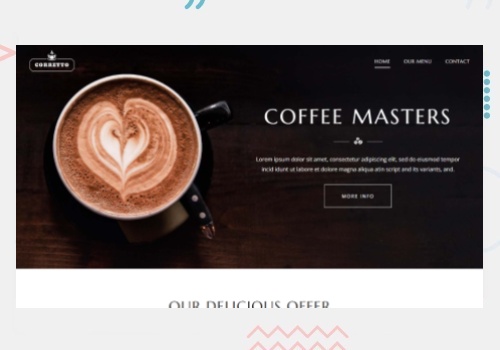 CORRETTO
HOME OUR MENU CONTACT
COFFEE MASTERS
Lorem ipsum dolor sit amet, consectetur adipiscing elit, sed do eiusmod tempor
incid idunt ut labore et dolore magna aliqua atin script and its variants, and.
MORE INFO
OUR DELICIOUS OFFER